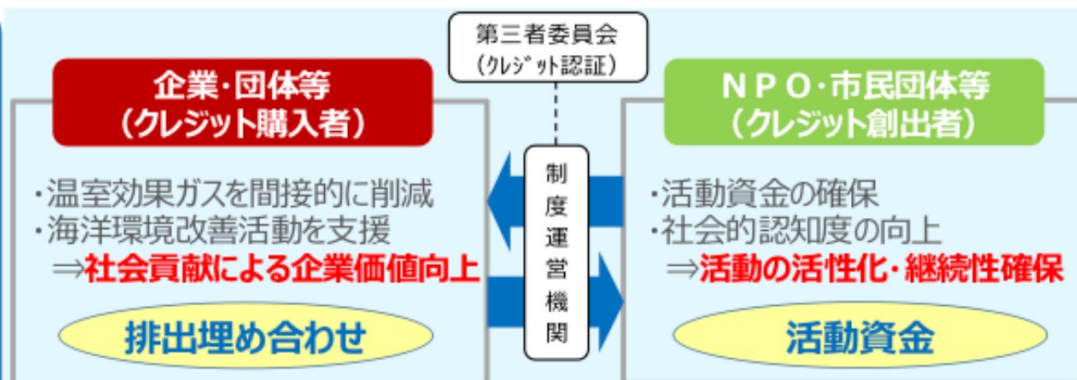 第三者委員会
（ｸﾚｼﾞｯﾄ認証）
企業・団体等
（クレジット購入者）
・温室効果ガスを間接的に削減
・海洋環境改善活動を支援
⇒社会貢献による企業価値向上
排出埋め合わせ
制度運営機関
ＮＰＯ・市民団体等
（クレジット創出者）
・活動資金の確保
・社会的認知度の向上
⇒活動の活性化・継続性確保
活動資金